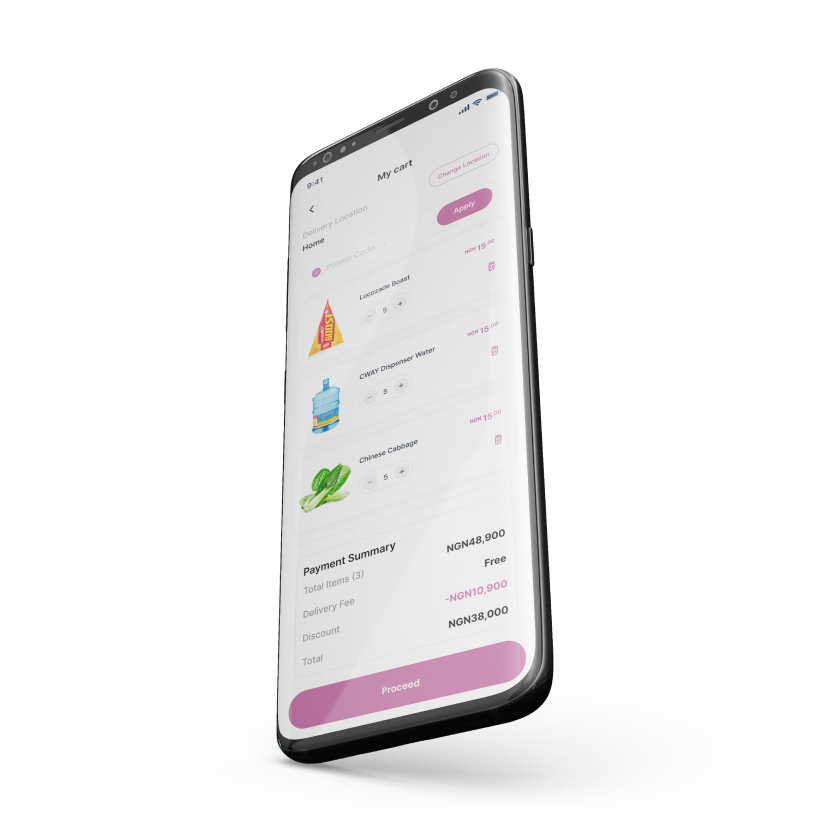 9:41
My cart
Change Location
Delivery Location
Home
Promo Code...
Apply
Lucozade Boast
NGN 15.00
5
BOOST
CWAY Dispenser Water
NGN 15.00
5
Chinese Cabbage
NGN 15.00
5
Payment Summary
Total Items (3)
NGN48,900
Delivery Fee
Free
Discount
-NGN10,900
Total
NGN38,000
Proceed